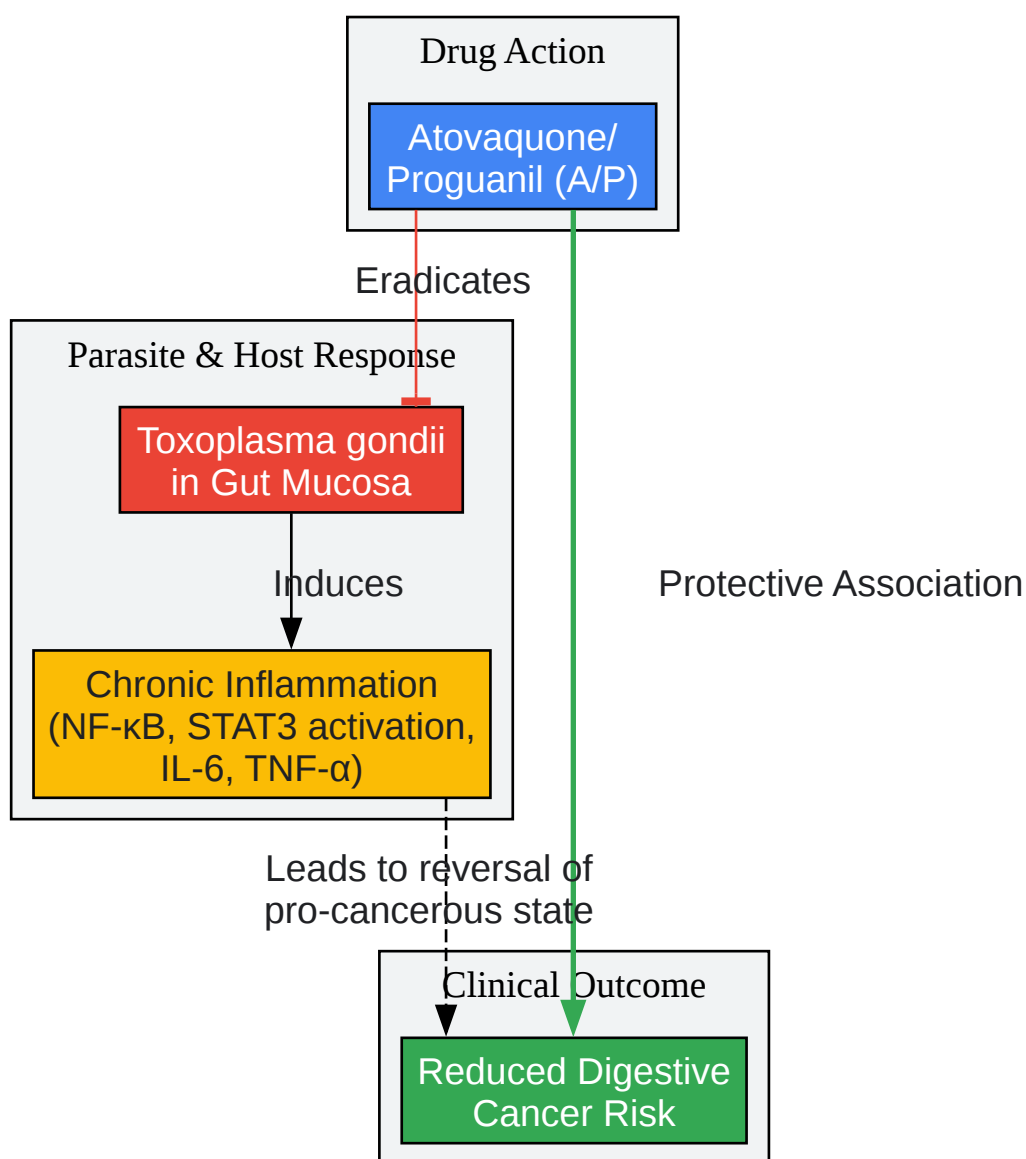 Drug Action
Atovaquone/
Proguanil (A/P)
Eradicates
Parasite & Host Response
Toxoplasma gondii
in Gut Mucosa
Induces
Protective Association
Chronic Inflammation
(NF-κB, STAT3 activation,
IL-6, TNF-α)
Leads to reversal of
pro-cancerous state
Clinical Outcome
Reduced Digestive
Cancer Risk